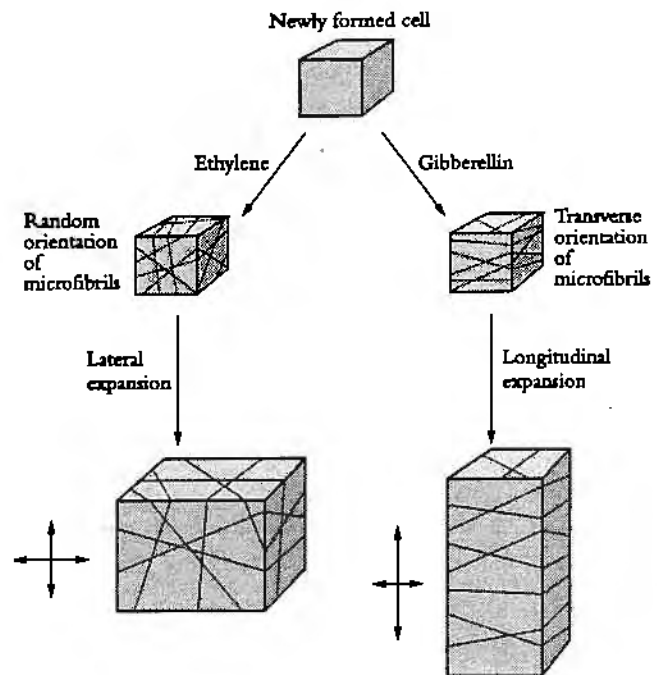 Newly formed cell
Ethylene
Gibberellin
Random
orientation
of
microfibrils
Transverse
orientation
of
microfibrils
Lateral
expansion
Longitudinal
expansion